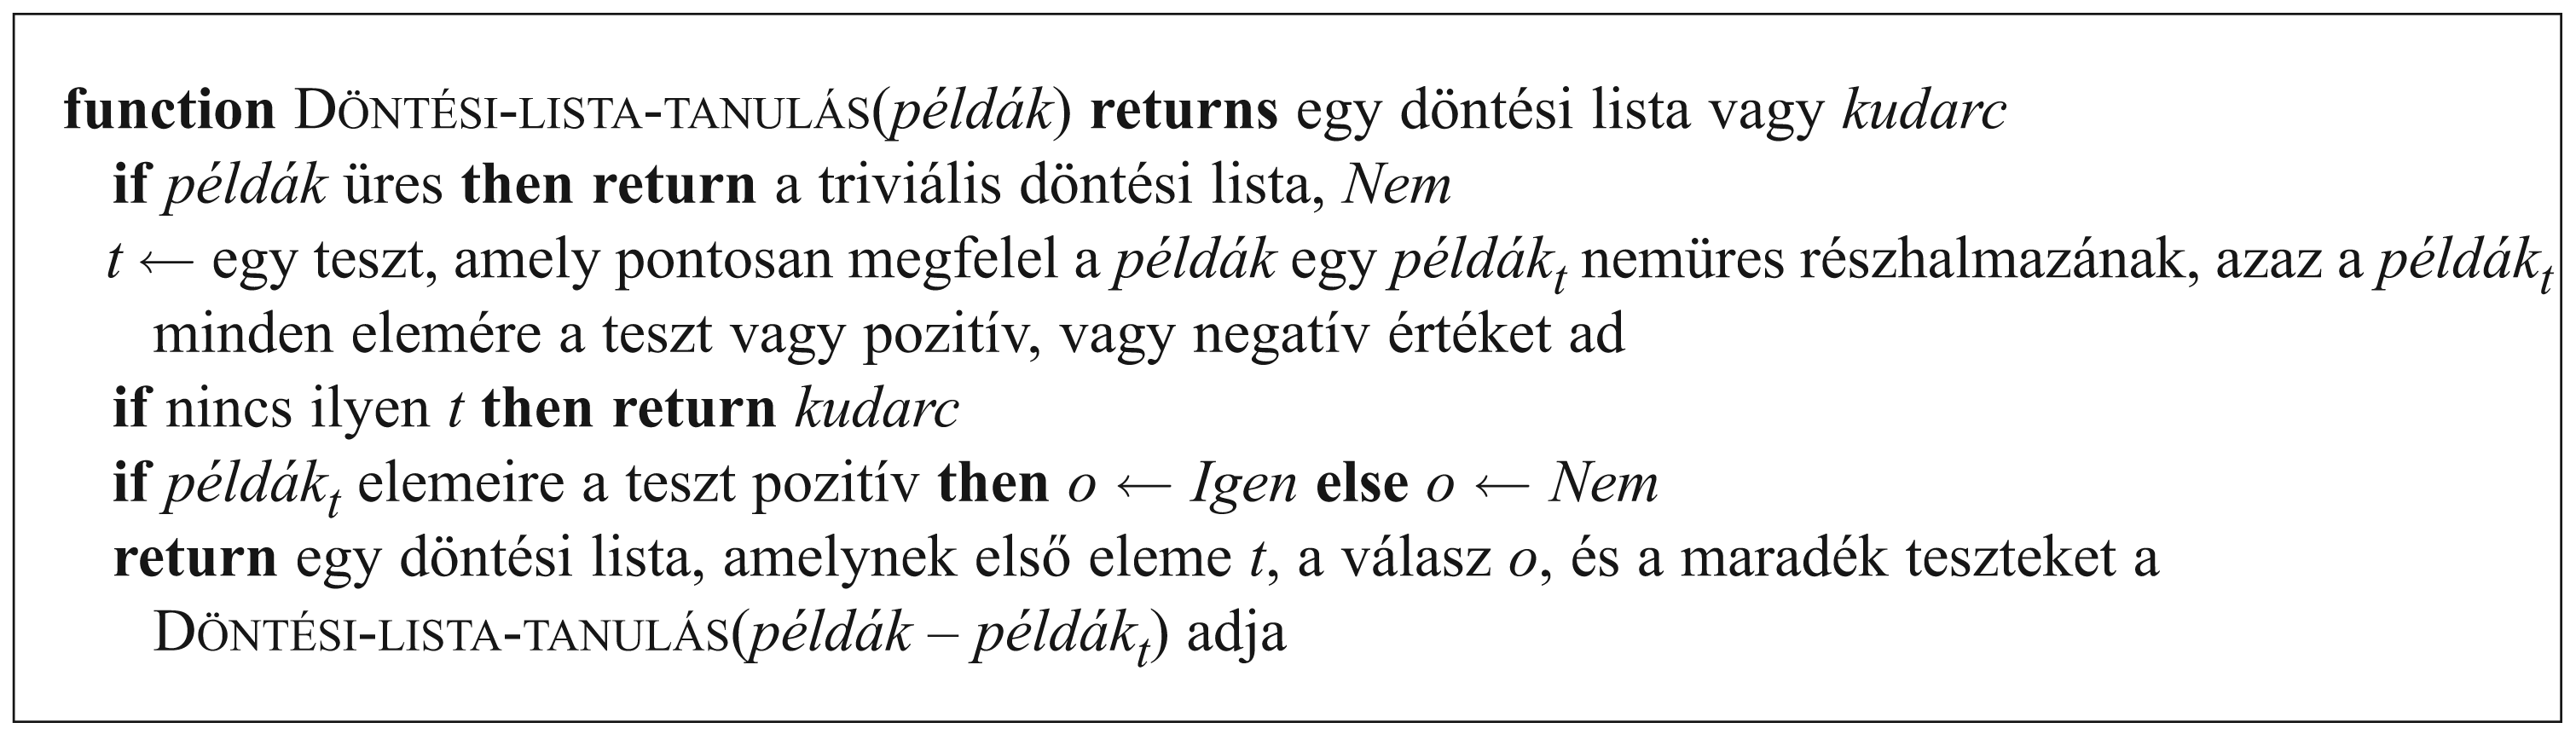 function DÖNTÉSI-LISTA-TANULÁS(példák) returns egy döntési lista vagy kudarc
if példák üres then return a triviális döntési lista, Nem
t ← egy teszt, amely pontosan megfelel a példák egy példák_t nemüres részhalmazának, azaz a példák_t
minden elemére a teszt vagy pozitív, vagy negatív értéket ad
if nincs ilyen t then return kudarc
if példák_t elemeire a teszt pozitív then o ← Igen else o ← Nem
return egy döntési lista, amelynek első eleme t, a válasz o, és a maradék teszteket a
DÖNTÉSI-LISTA-TANULÁS(példák – példák_t) adja